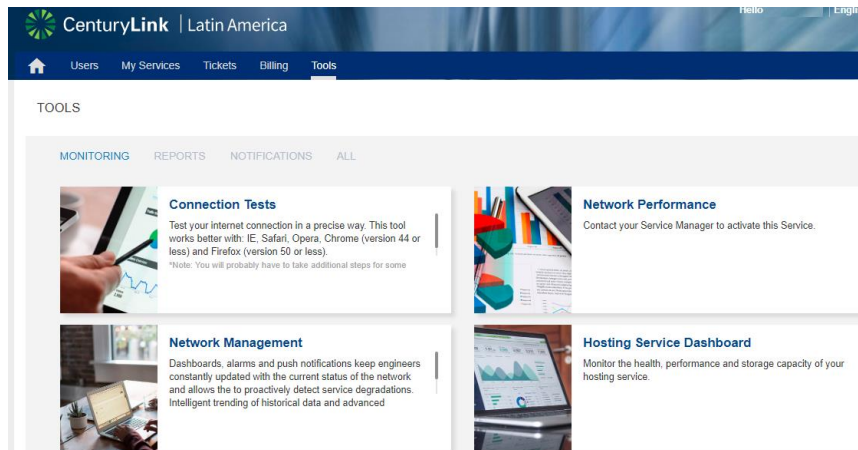 CenturyLink | Latin America
Hello
Englis
Users My Services Tickets Billing Tools
TOOLS
MONITORING REPORTS NOTIFICATIONS ALL
Connection Tests
Test your internet connection in a precise way. This tool
works better with: IE, Safari, Opera, Chrome (version 44 or
less) and Firefox (version 50 or less).
*Note: You will probably have to take additional steps for some
Network Performance
Contact your Service Manager to activate this Service.
Network Management
Dashboards, alarms and push notifications keep engineers
constantly updated with the current status of the network
and allows the to proactively detect service degradations.
Intelligent trending of historical data and advanced
Hosting Service Dashboard
Monitor the health, performance and storage capacity of your
hosting service.